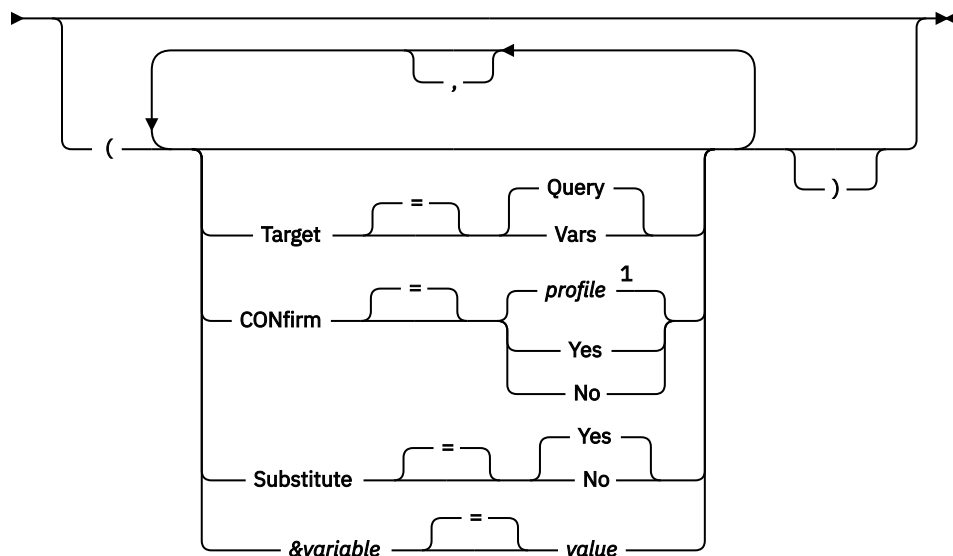 ,
(
)
Query
=
Target Vars
=
profile 1
CONfirm
Yes
No
Yes
=
Substitute No
=
&variable value